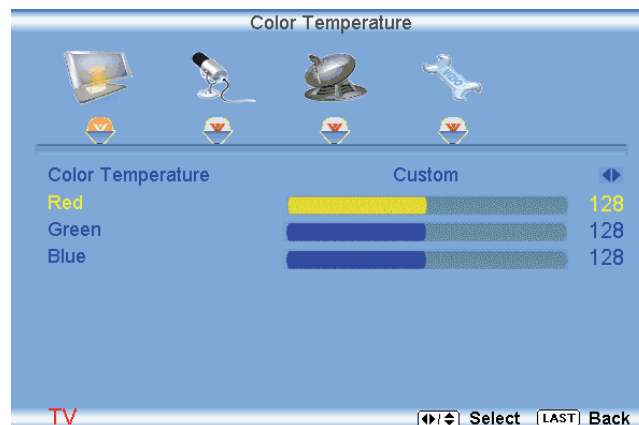 Color Temperature
Color Temperature Custom
Red 128
Green 128
Blue 128
TV Select LAST Back